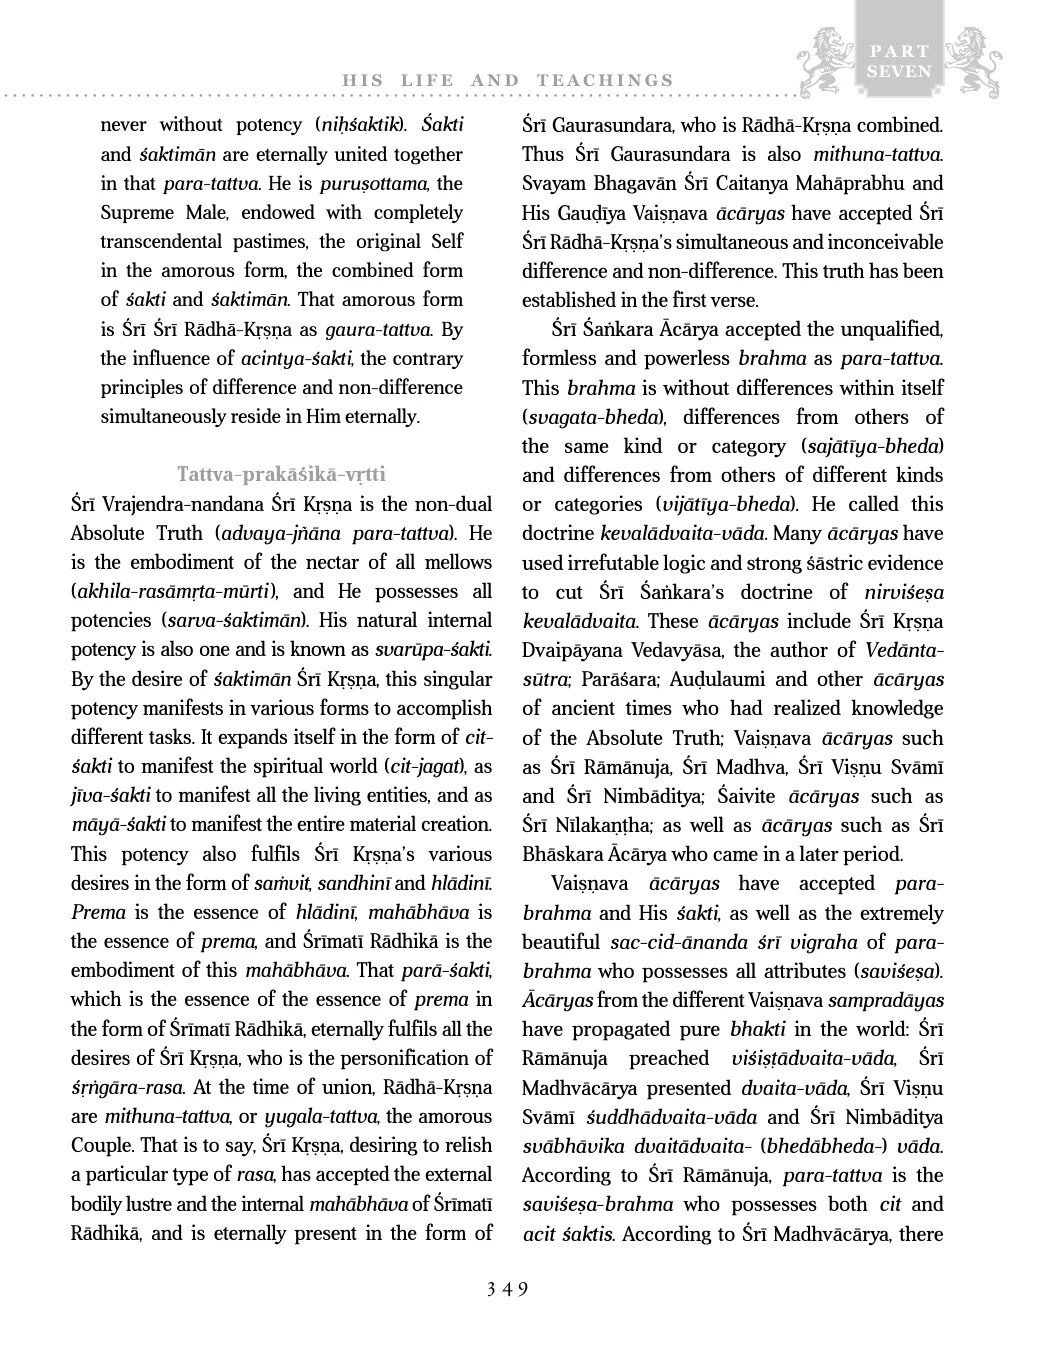 PART
SEVEN
HIS LIFE AND TEACHINGS
never without potency (niḥśaktik). Śakti
and śaktimān are eternally united together
in that para-tattva. He is puruṣottama, the
Supreme Male, endowed with completely
transcendental pastimes, the original Self
in the amorous form, the combined form
of śakti and śaktimān. That amorous form
is Śrī Śrī Rādhā-Kṛṣṇa as gaura-tattva. By
the influence of acintya-śakti, the contrary
principles of difference and non-difference
simultaneously reside in Him eternally.
Tattva-prakāśikā-vṛtti
Śrī Vrajendra-nandana Śrī Kṛṣṇa is the non-dual
Absolute Truth (advaya-jñāna para-tattva). He
is the embodiment of the nectar of all mellows
(akhila-rasāmṛta-mūrti), and He possesses all
potencies (sarva-śaktimān). His natural internal
potency is also one and is known as svarūpa-śakti.
By the desire of śaktimān Śrī Kṛṣṇa, this singular
potency manifests in various forms to accomplish
different tasks. It expands itself in the form of cit-
śakti to manifest the spiritual world (cit-jagat), as
jīva-śakti to manifest all the living entities, and as
māyā-śakti to manifest the entire material creation.
This potency also fulfils Śrī Kṛṣṇa's various
desires in the form of saṁvit, sandhinī and hlādinī.
Prema is the essence of hlādinī, mahābhāva is
the essence of prema, and Śrīmatī Rādhikā is the
embodiment of this mahābhāva. That parā-śakti,
which is the essence of the essence of prema in
the form of Śrīmatī Rādhikā, eternally fulfils all the
desires of Śrī Kṛṣṇa, who is the personification of
śṛṅgāra-rasa. At the time of union, Rādhā-Kṛṣṇa
are mithuna-tattva, or yugala-tattva, the amorous
Couple. That is to say, Śrī Kṛṣṇa, desiring to relish
a particular type of rasa, has accepted the external
bodily lustre and the internal mahābhāva of Śrīmatī
Rādhikā, and is eternally present in the form of
Śrī Gaurasundara, who is Rādhā-Kṛṣṇa combined.
Thus Śrī Gaurasundara is also mithuna-tattva.
Svayam Bhagavān Śrī Caitanya Mahāprabhu and
His Gauḍīya Vaiṣṇava ācāryas have accepted Śrī
Śrī Rādhā-Kṛṣṇa's simultaneous and inconceivable
difference and non-difference. This truth has been
established in the first verse.
Śrī Śaṅkara Ācārya accepted the unqualified,
formless and powerless brahma as para-tattva.
This brahma is without differences within itself
(svagata-bheda), differences from others of
the same kind or category (sajātīya-bheda)
and differences from others of different kinds
or categories (vijātīya-bheda). He called this
doctrine kevalādvaita-vāda. Many ācāryas have
used irrefutable logic and strong śāstric evidence
to cut Śrī Śaṅkara's doctrine of nirviśeṣa
kevalādvaita. These ācāryas include Śrī Kṛṣṇa
Dvaipāyana Vedavyāsa, the author of Vedānta-
sūtra; Parāśara; Auḍulaumi and other ācāryas
of ancient times who had realized knowledge
of the Absolute Truth; Vaiṣṇava ācāryas such
as Śrī Rāmānuja, Śrī Madhva, Śrī Viṣṇu Svāmī
and Śrī Nimbāditya; Śaivite ācāryas such as
Śrī Nīlakaṇṭha; as well as ācāryas such as Śrī
Bhāskara Ācārya who came in a later period.
Vaiṣṇava ācāryas have accepted para-
brahma and His śakti, as well as the extremely
beautiful sac-cid-ānanda śrī vigraha of para-
brahma who possesses all attributes (saviśeṣa).
Ācāryas from the different Vaiṣṇava sampradāyas
have propagated pure bhakti in the world: Śrī
Rāmānuja preached viśiṣṭādvaita-vāda, Śrī
Madhvācārya presented dvaita-vāda, Śrī Viṣṇu
Svāmī śuddhādvaita-vāda and Śrī Nimbāditya
svābhāvika dvaitādvaita- (bhedābheda-) vāda.
According to Śrī Rāmānuja, para-tattva is the
saviśeṣa-brahma who possesses both cit and
acit śaktis. According to Śrī Madhvācārya, there
349